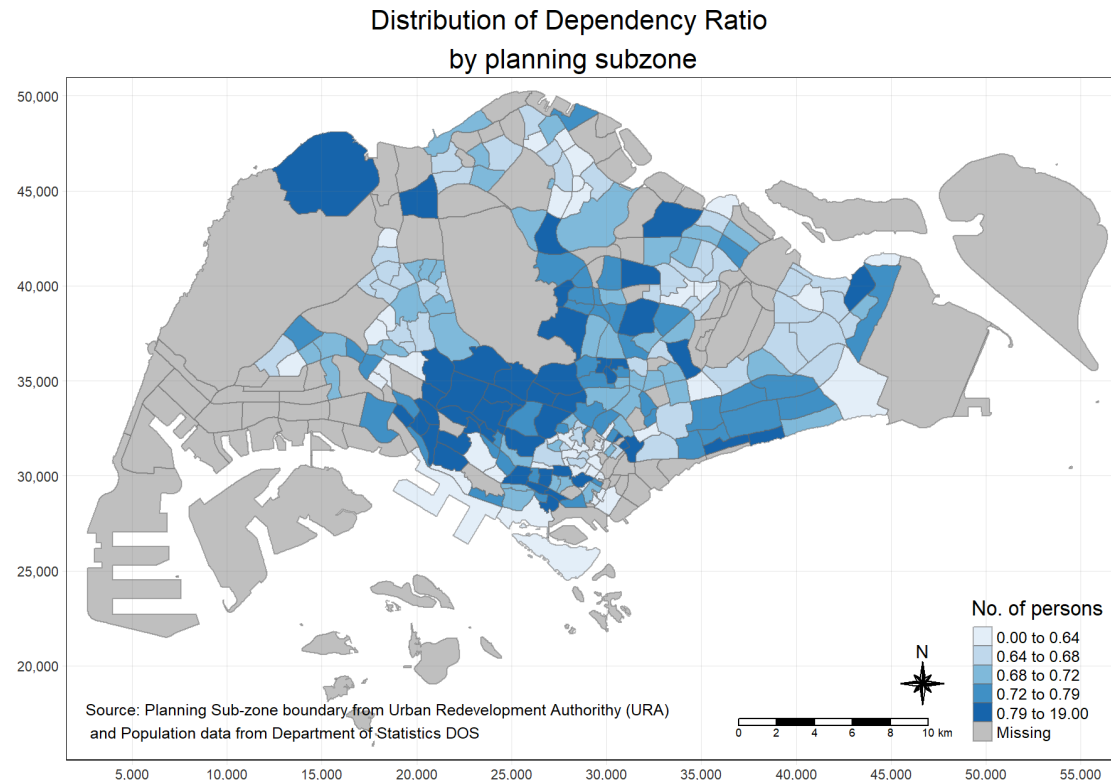 Distribution of Dependency Ratio
by planning subzone
50,000
45,000
40,000
35,000
30,000
25,000
20,000
No. of persons
0.00 to 0.64
0.64 to 0.68
0.68 to 0.72
0.72 to 0.79
0.79 to 19.00
Missing
N
0 2 4 6 8 10 km
Source: Planning Sub-zone boundary from Urban Redevelopment Authorithy (URA)
and Population data from Department of Statistics DOS
5.000 10.000 15.000 20.000 25.000 30.000 35.000 40.000 45.000 50.000 55.000